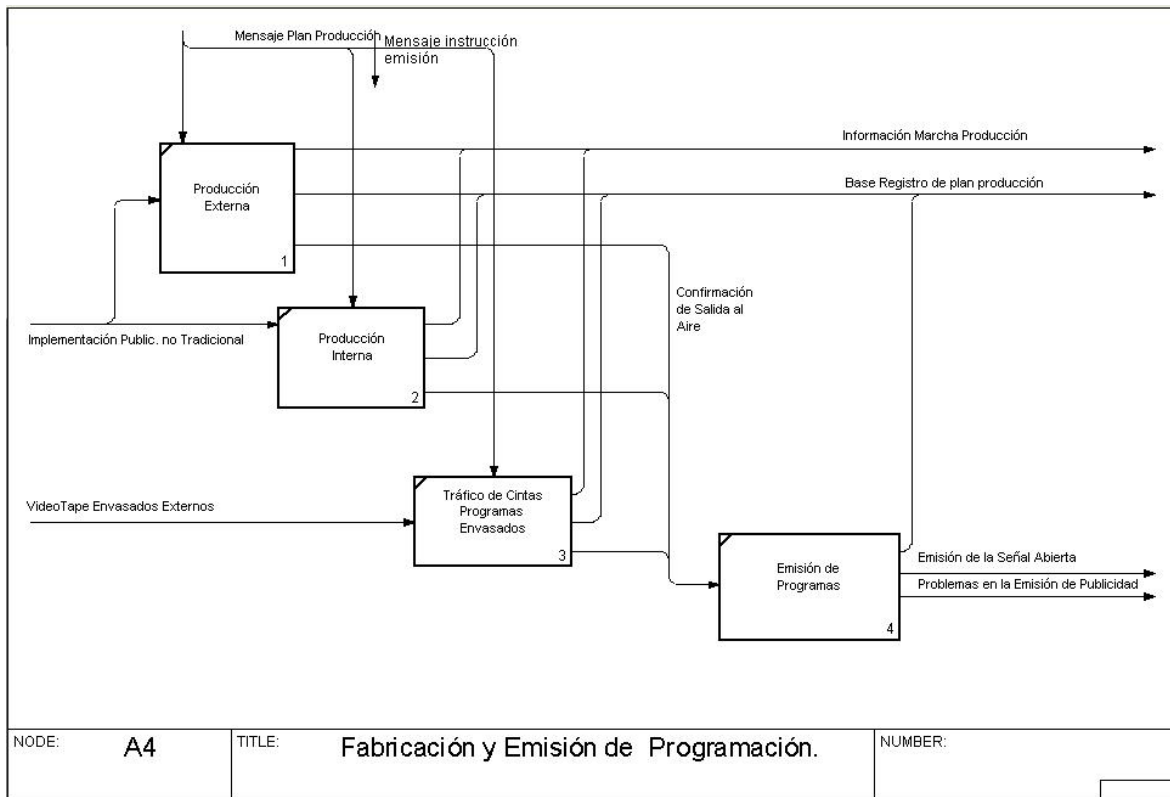 Mensaje Plan Producción
Mensaje instrucción
emisión
Información Marcha Producción
Producción
Externa
1
Base Registro de plan producción
Confirmación
de Salida al
Aire
Implementación Public. no Tradicional
Producción
Interna
2
VideoTape Envasados Externos
Tráfico de Cintas
Programas
Envasados
3
Emisión de
Programas
4
Emisión de la Señal Abierta
Problemas en la Emisión de Publicidad
NODE:
A4
TITLE:
Fabricación y Emisión de Programación.
NUMBER: